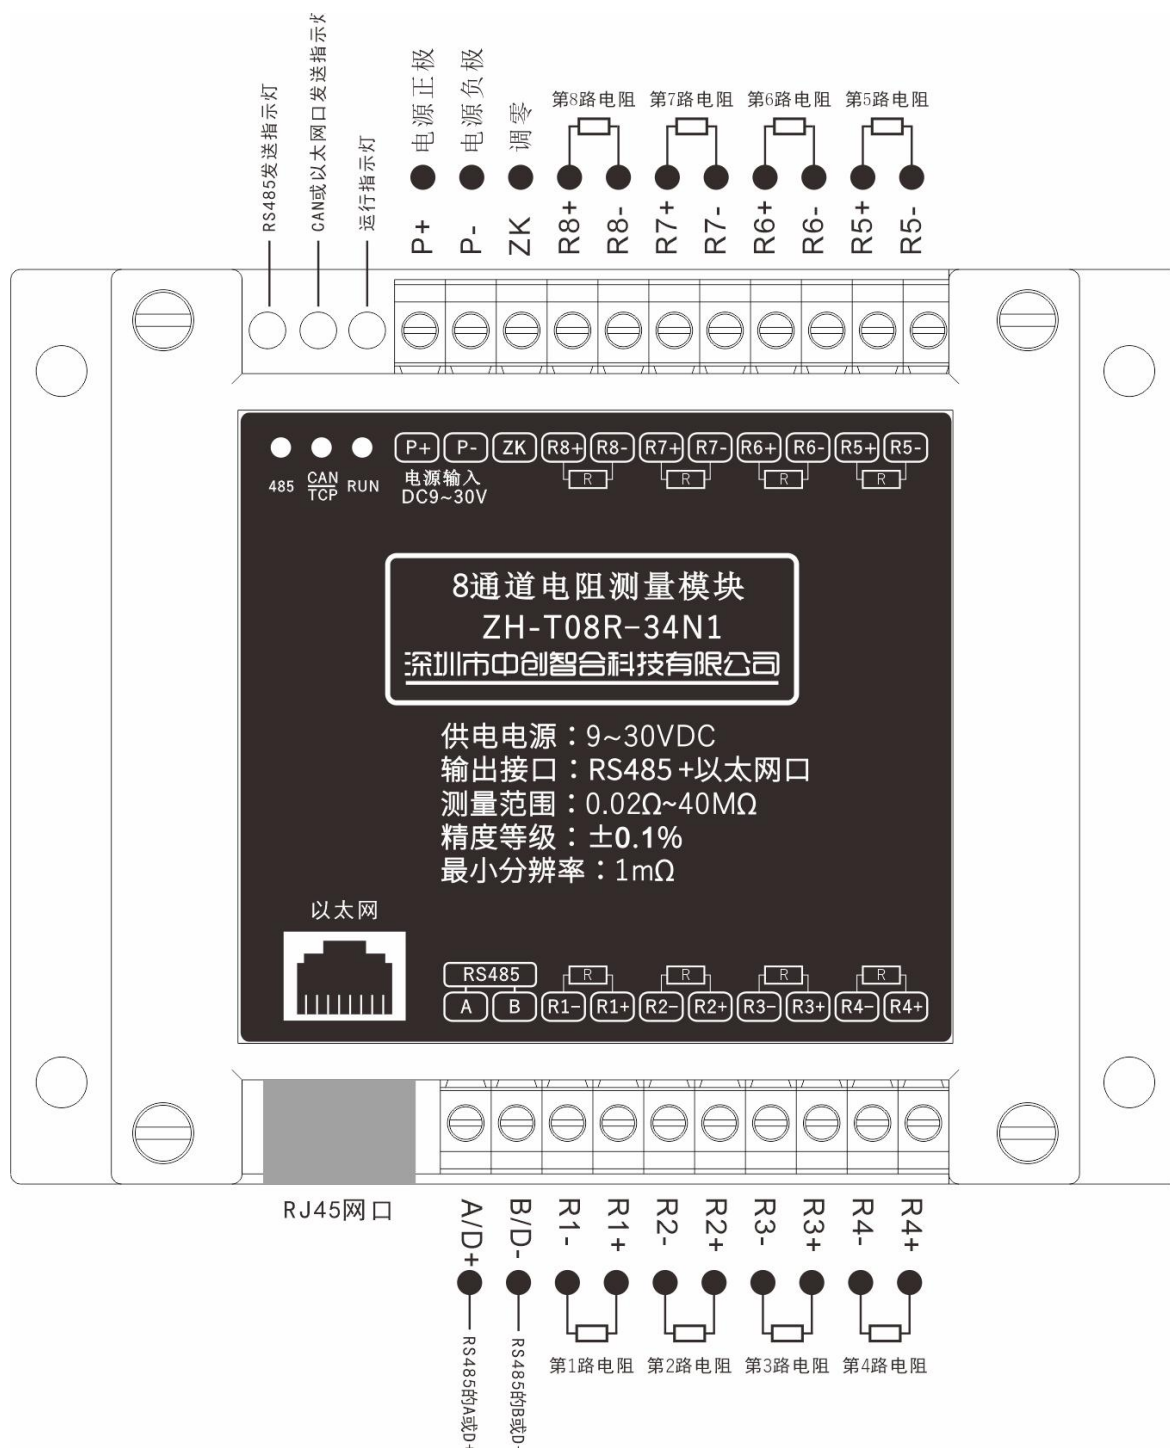 RS485发送指示灯
CAN或以太网口发送指示灯
运行指示灯
电源正极
电源负极
调零
第8路电阻 第7路电阻 第6路电阻 第5路电阻
P+ P- ZK R8+ R8- R7+ R7- R6+ R6- R5+ R5-
P+ P- ZK R8+ R8- R7+ R7- R6+ R6- R5+ R5-
485 CAN/TCP RUN
电源输入
DC9~30V
R R R R
8通道电阻测量模块
ZH-T08R-34N1
深圳市中创智合科技有限公司
供电电源：9~30VDC
输出接口：RS485+以太网口
测量范围：0.02Ω~40MΩ
精度等级：±0.1%
最小分辨率：1mΩ
以太网
RS485 R R R R
A B R1- R1+ R2- R2+ R3- R3+ R4- R4+
RJ45网口
A/D+ B/D- R1- R1+ R2- R2+ R3- R3+ R4- R4+
第1路电阻 第2路电阻 第3路电阻 第4路电阻
RS485的A或D+
RS485的B或D-